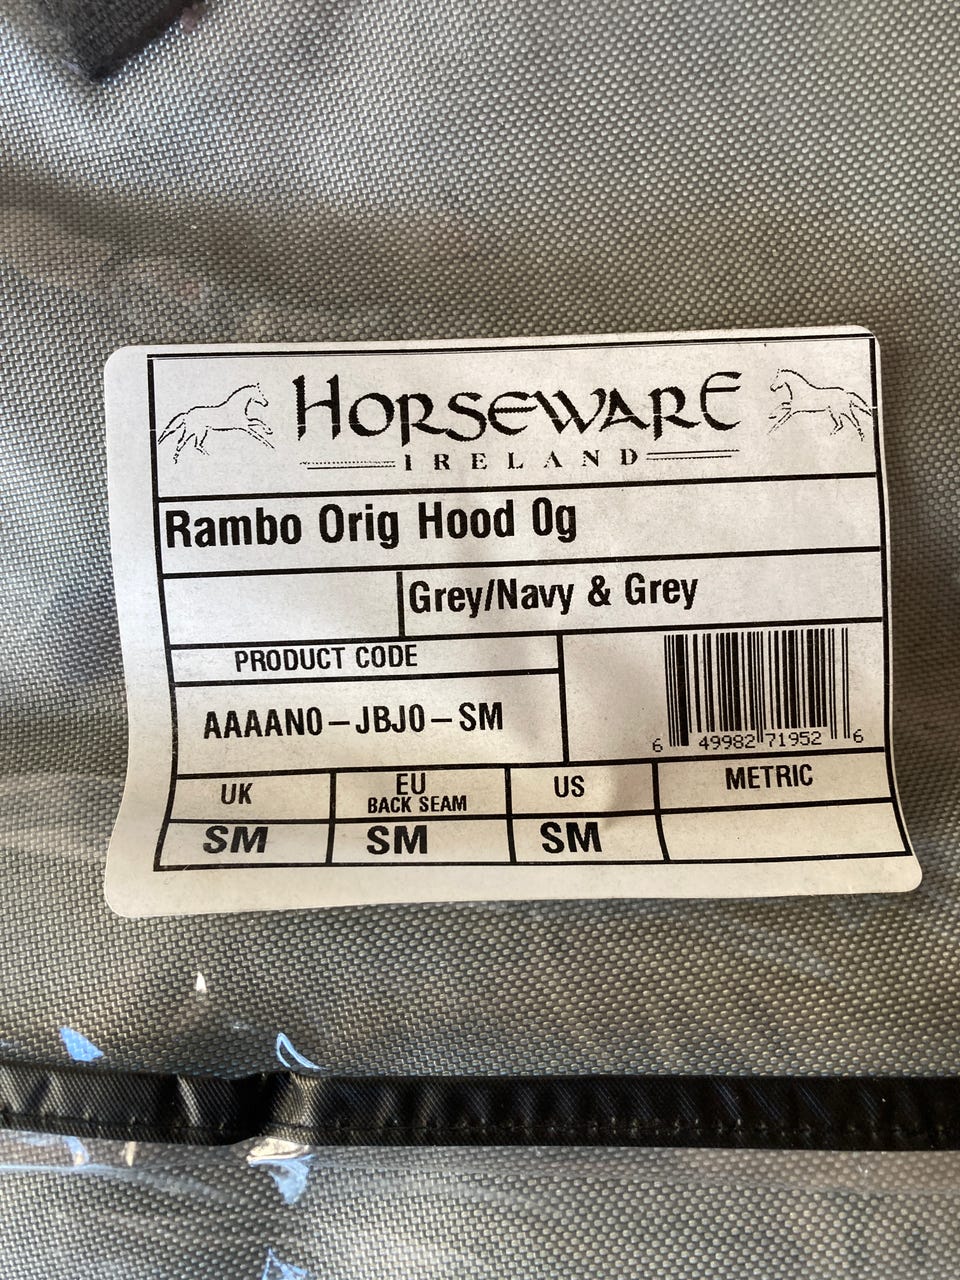 HORSEWARE
IRELAND
Rambo Orig Hood 0g
Grey/Navy & Grey
PRODUCT CODE
AAAAN0-JBJ0-SM
6 49982 71952 6
UK EU BACK SEAM US METRIC
SM SM SM